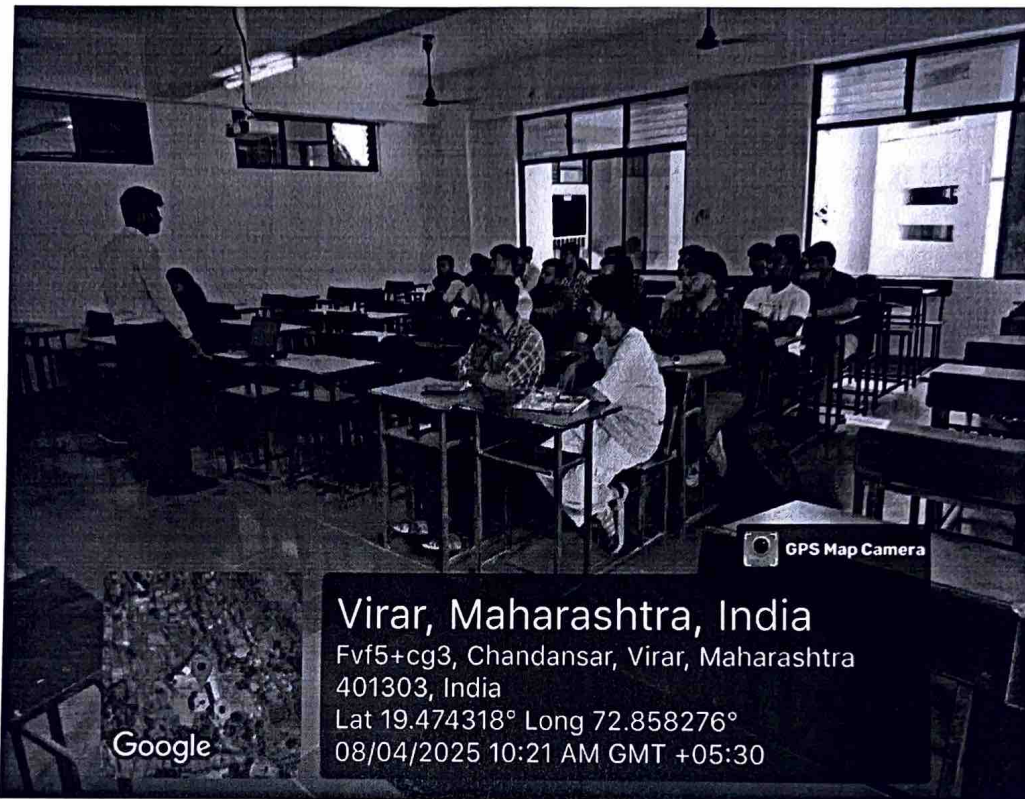 GPS Map Camera
Virar, Maharashtra, India
Fvf5+cg3, Chandansar, Virar, Maharashtra
401303, India
Lat 19.474318° Long 72.858276°
08/04/2025 10:21 AM GMT +05:30
Google